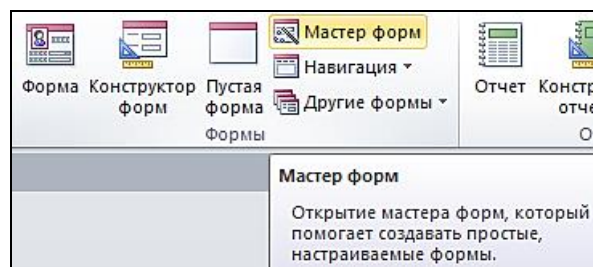 Мастер форм
Навигация
Другие формы
Форма
Конструктор форм
Пустая форма
Отчет
Формы
Мастер форм
Открытие мастера форм, который
помогает создавать простые,
настраиваемые формы.